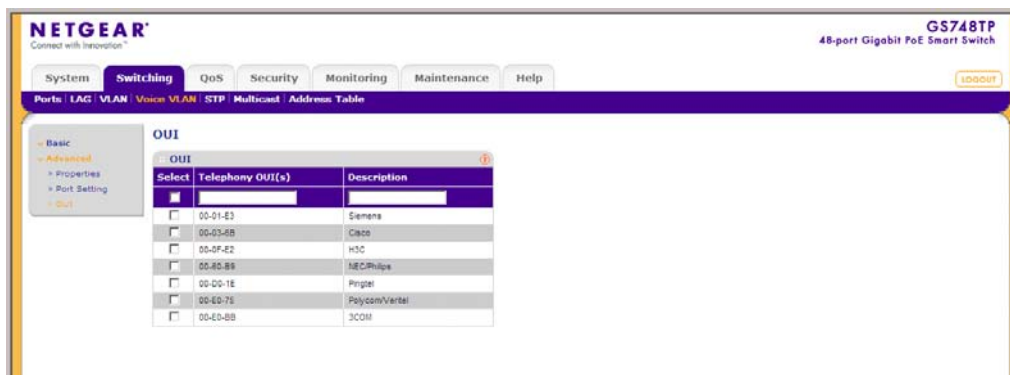 NETGEAR
Connect with Innovation™
GS748TP
48-port Gigabit PoE Smart Switch
System Switching QoS Security Monitoring Maintenance Help
LOGOUT
Ports LAG VLAN Voice VLAN STP Multicast Address Table
Basic
Advanced
Properties
Port Setting
OUI
OUI
OUI
Select Telephony OUI(s) Description
00-01-E3 Siemens
00-03-6B Cisco
00-0F-E2 H3C
00-60-B9 NEC/Philips
00-D0-1E Pingtel
00-E0-75 Polycom/Veritel
00-E0-BB 3COM